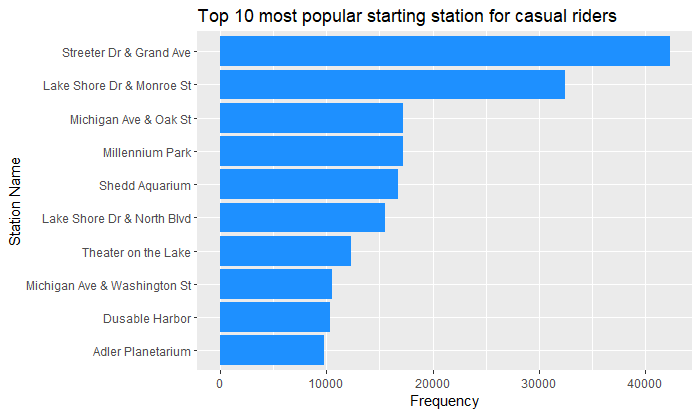 Top 10 most popular starting station for casual riders
Station Name
Streeter Dr & Grand Ave
Lake Shore Dr & Monroe St
Michigan Ave & Oak St
Millennium Park
Shedd Aquarium
Lake Shore Dr & North Blvd
Theater on the Lake
Michigan Ave & Washington St
Dusable Harbor
Adler Planetarium
0 10000 20000 30000 40000
Frequency